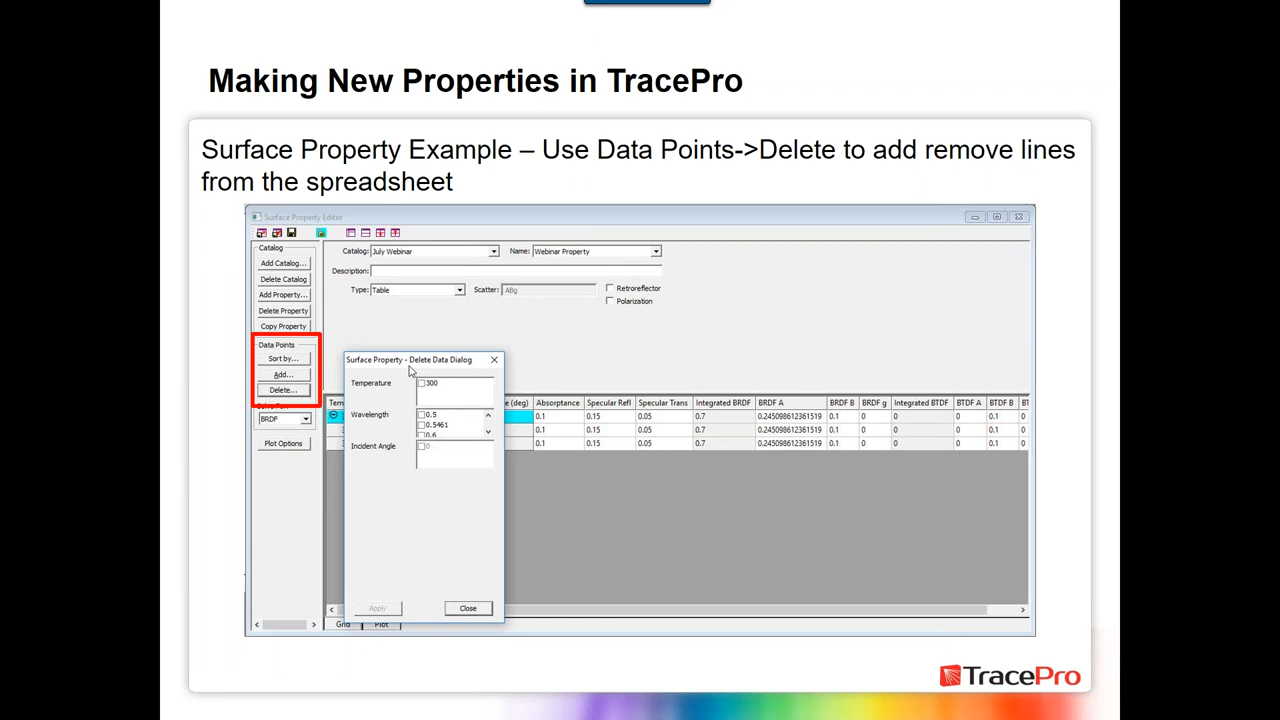 Making New Properties in TracePro
Surface Property Example – Use Data Points->Delete to add remove lines
from the spreadsheet
Surface Property Editor
Catalog
Add Catalog...
Delete Catalog
Add Property...
Delete Property
Copy Property
Data Points
Sort by...
Add...
Delete...
BRDF
Plot Options
Catalog: July Webinar Name: Webinar Property
Description:
Type: Table Scatter: ABg Retroreflector
Polarization
Surface Property - Delete Data Dialog
Temperature 300
Wavelength 0.5
0.5461
0.6
Incident Angle 0
Apply Close
(deg) Absorptance Specular Refl Specular Trans Integrated BRDF BRDF A BRDF B BRDF g Integrated BTDF BTDF A BTDF B
0.1 0.15 0.05 0.7 0.245098612361519 0.1 0 0 0 0.1 0
0.1 0.15 0.05 0.7 0.245098612361519 0.1 0 0 0 0.1 0
0.1 0.15 0.05 0.7 0.245098612361519 0.1 0 0 0 0.1 0
Grid Plot
TracePro